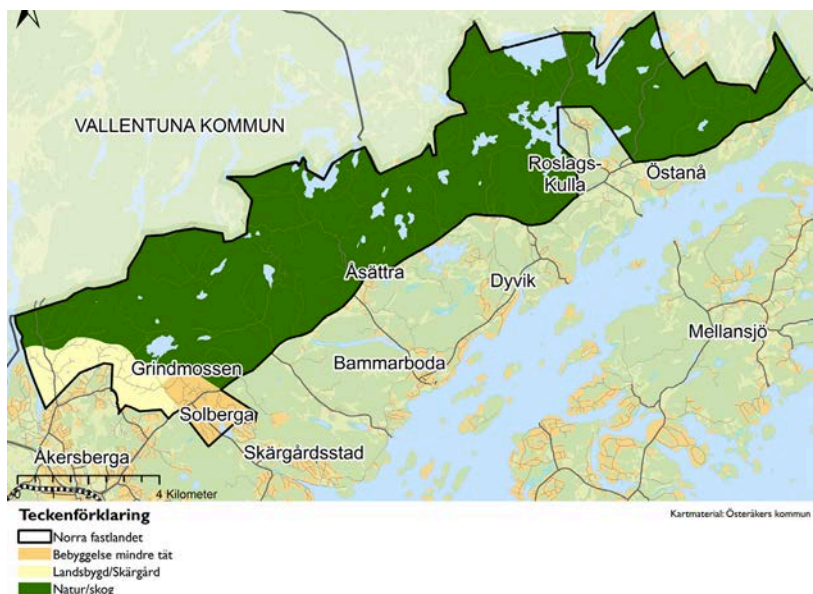 VALLENTUNA KOMMUN
Roslags-
Kulla
Östanå
Åsättra
Dyvik
Mellansjö
Bammarboda
Grindmossen
Solberga
Skärgårdsstad
Åkersberga
4 Kilometer
Teckenförklaring
Kartmaterial: Österåkers kommun
Norra fastlandet
Bebyggelse mindre tät
Landsbygd/Skärgård
Natur/skog